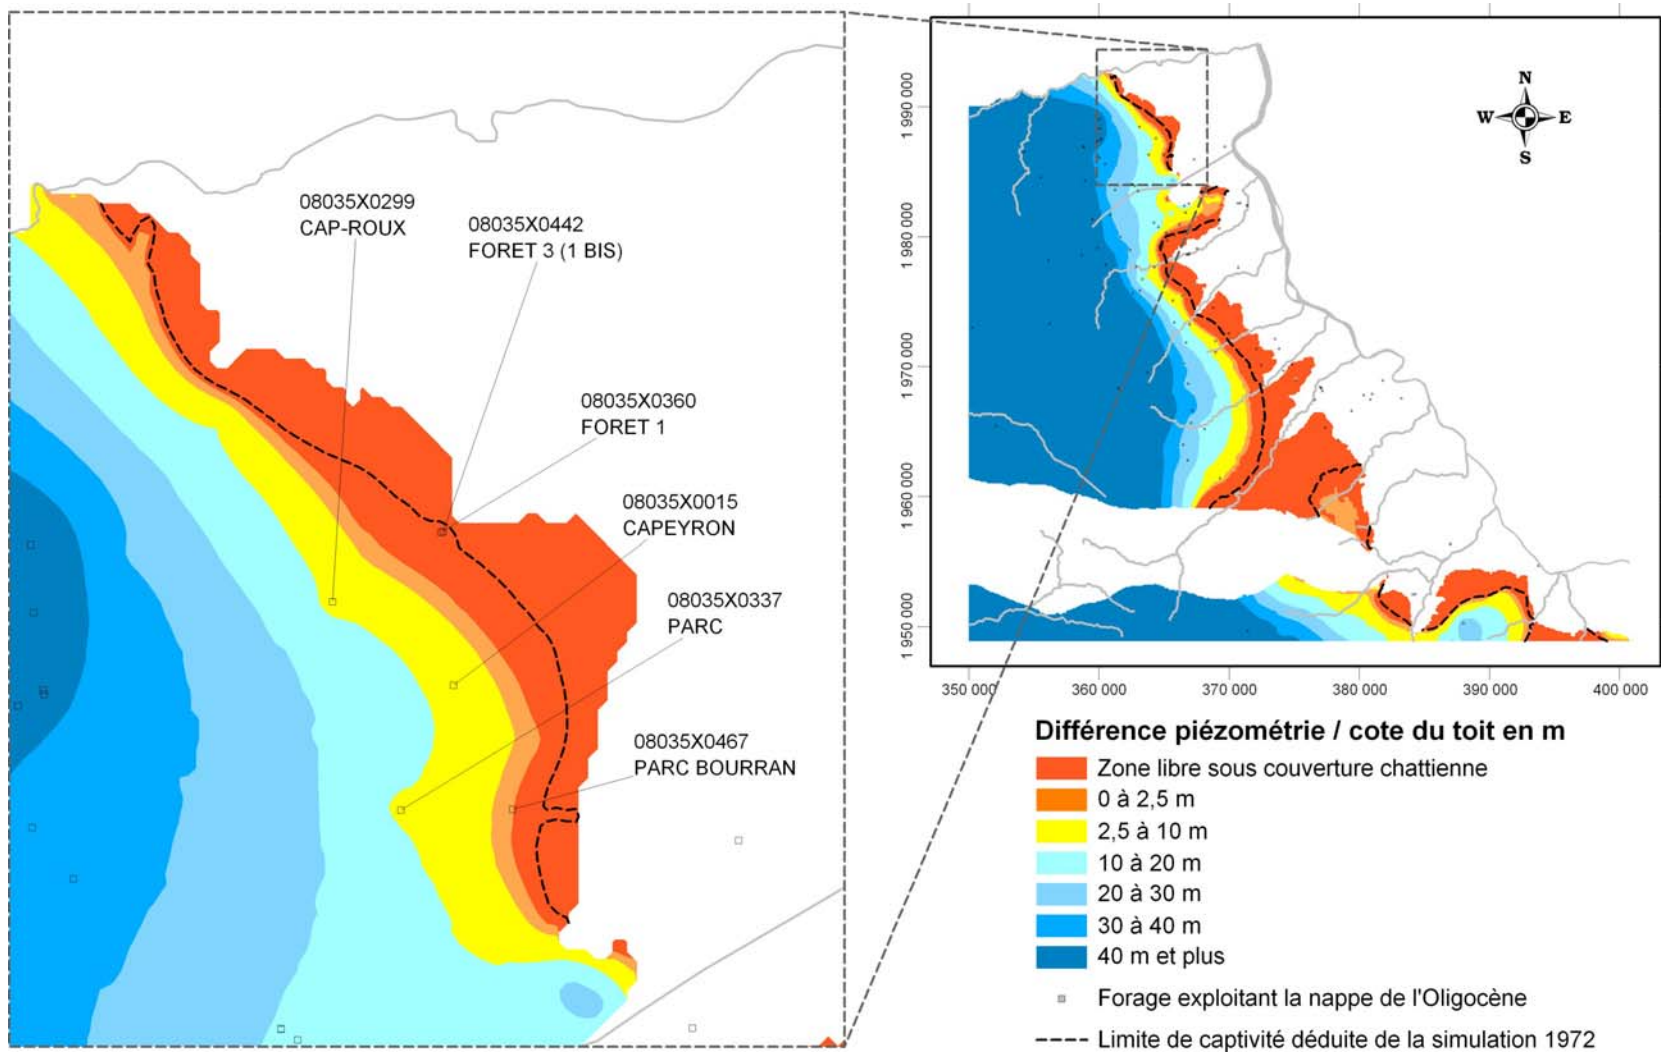 08035X0299
CAP-ROUX
08035X0442
FORET 3 (1 BIS)
08035X0360
FORET 1
08035X0015
CAPEYRON
08035X0337
PARC
08035X0467
PARC BOURRAN
N
W E
S
1 990 000
1 980 000
1 970 000
1 960 000
1 950 000
350 000 360 000 370 000 380 000 390 000 400 000
Différence piézométrie / cote du toit en m
Zone libre sous couverture chattienne
0 à 2,5 m
2,5 à 10 m
10 à 20 m
20 à 30 m
30 à 40 m
40 m et plus
Forage exploitant la nappe de l'Oligocène
Limite de captivité déduite de la simulation 1972